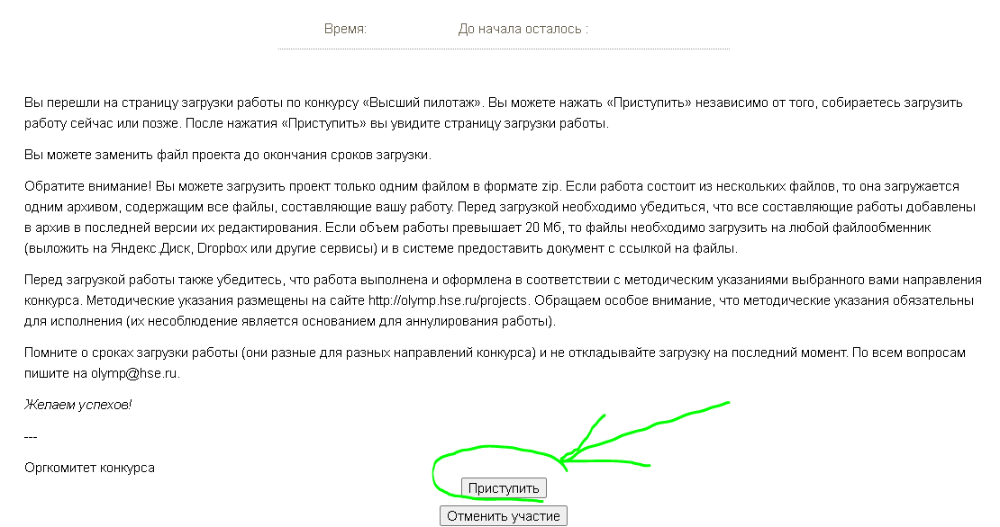 Время: До начала осталось :
Вы перешли на страницу загрузки работы по конкурсу «Высший пилотаж». Вы можете нажать «Приступить» независимо от того, собираетесь загрузить
работу сейчас или позже. После нажатия «Приступить» вы увидите страницу загрузки работы.
Вы можете заменить файл проекта до окончания сроков загрузки.
Обратите внимание! Вы можете загрузить проект только одним файлом в формате zip. Если работа состоит из нескольких файлов, то она загружается
одним архивом, содержащим все файлы, составляющие вашу работу. Перед загрузкой необходимо убедиться, что все составляющие работы добавлены
в архив в последней версии их редактирования. Если объем работы превышает 20 Мб, то файлы необходимо загрузить на любой файлообменник
(выложить на Яндекс.Диск, Dropbox или другие сервисы) и в системе предоставить документ с ссылкой на файлы.
Перед загрузкой работы также убедитесь, что работа выполнена и оформлена в соответствии с методическим указаниями выбранного вами направления
конкурса. Методические указания размещены на сайте http://olymp.hse.ru/projects. Обращаем особое внимание, что методические указания обязательны
для исполнения (их несоблюдение является основанием для аннулирования работы).
Помните о сроках загрузки работы (они разные для разных направлений конкурса) и не откладывайте загрузку на последний момент. По всем вопросам
пишите на olymp@hse.ru.
Желаем успехов!
---
Оргкомитет конкурса
Приступить
Отменить участие